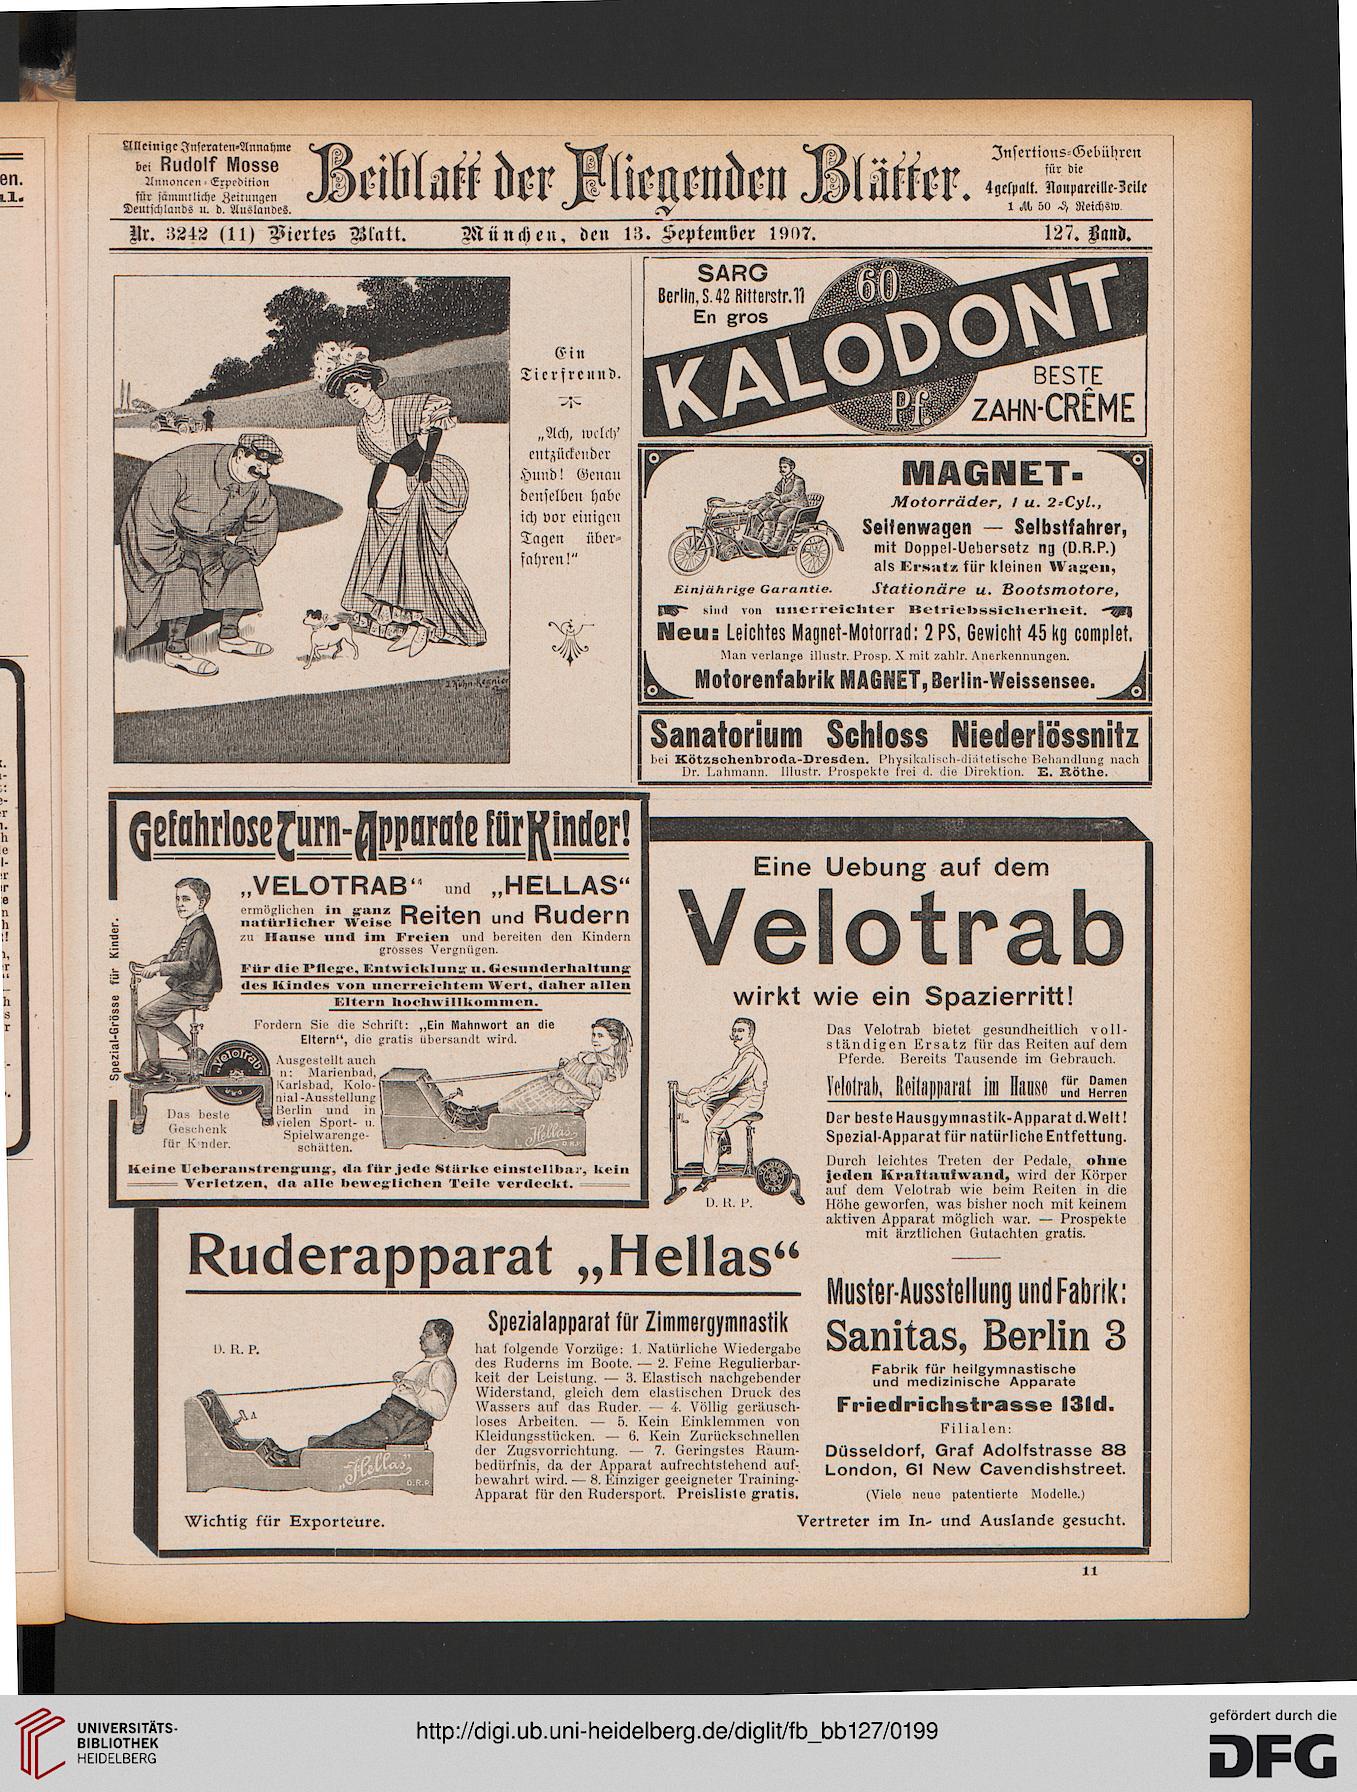 Alleinige Inseraten-Annahme
bei Rudolf Mosse
Annoncen-Expedition
für sämmtliche Zeitungen
Deutschlands u. d. Auslandes.
Beiblatt der Fliegenden Blätter.
Insertions-Gebühren
für die
4gespalt. Nonpareille-Zeile
1 M 50 ₰ Reichsw.
Nr. 3242 (11) Viertes Blatt. München, den 13. September 1907. 127. Band.
Ein
Tierfreund.
„Ach, welch'
entzückender
Hund! Genau
denselben habe
ich vor einigen
Tagen über-
fahren!"
SARG
Berlin, S. 42 Ritterstr. 11
En gros
60
Pf
KALODONT
BESTE
ZAHN-CRÊME
MAGNET-
Motorräder, 1 u. 2-Cyl.,
Seitenwagen — Selbstfahrer,
mit Doppel-Uebersetz ng (D.R.P.)
als Ersatz für kleinen Wagen,
Einjährige Garantie. Stationäre u. Bootsmotore,
sind von unerreichter Betriebssicherheit.
Neu: Leichtes Magnet-Motorrad: 2 PS, Gewicht 45 kg complet.
Man verlange illustr. Prosp. X mit zahlr. Anerkennungen.
Motorenfabrik MAGNET, Berlin-Weissensee.
Sanatorium Schloss Niederlössnitz
bei Kötzschenbroda-Dresden. Physikalisch-diätetische Behandlung nach
Dr. Lahmann. Illustr. Prospekte frei d. die Direktion. E. Röthe.
Gefahrlose Turn-Apparate für Kinder!
„VELOTRAB" und „HELLAS"
ermöglichen in ganz
natürlicher Weise Reiten und Rudern
zu Hause und im Freien und bereiten den Kindern
grosses Vergnügen.
Für die Pflege, Entwicklung u. Gesunderhaltung
des Kindes von unerreichtem Wert, daher allen
Eltern hochwillkommen.
Fordern Sie die Schrift: „Ein Mahnwort an die
Eltern", die gratis übersandt wird.
Spezial-Grösse für Kinder.
Velotrab
Ausgestellt auch
n: Marienbad,
Karlsbad, Kolo-
nial-Ausstellung
Berlin und in
vielen Sport- u.
Spielwarenge-
schätten.
Das beste
Geschenk
für K nder.
Hellas
D.R.P.
Keine Ueberanstrengung, da für jede Stärke einstellbar, kein
Verletzen, da alle beweglichen Teile verdeckt.
Eine Uebung auf dem
Velotrab
wirkt wie ein Spazierritt!
Das Velotrab bietet gesundheitlich voll-
ständigen Ersatz für das Reiten auf dem
Pferde. Bereits Tausende im Gebrauch.
Velotrab, Reitapparat im Hause für Damen
und Herren
Der beste Hausgymnastik-Apparat d. Welt!
Spezial-Apparat für natürliche Entfettung.
Durch leichtes Treten der Pedale, ohne
jeden Kraftaufwand, wird der Körper
auf dem Velotrab wie beim Reiten in die
Höhe geworfen, was bisher noch mit keinem
aktiven Apparat möglich war. — Prospekte
mit ärztlichen Gutachten gratis.
D. R. P.
Ruderapparat „Hellas"
D. R. P.
A
„Hellas"
D.R.P.
Spezialapparat für Zimmergymnastik
hat folgende Vorzüge: 1. Natürliche Wiedergabe
des Ruderns im Boote. — 2. Feine Regulierbar-
keit der Leistung. — 3. Elastisch nachgebender
Widerstand, gleich dem elastischen Druck des
Wassers auf das Ruder. — 4. Völlig geräusch-
loses Arbeiten. — 5. Kein Einklemmen von
Kleidungsstücken. — 6. Kein Zurückschnellen
der Zugsvorrichtung. — 7. Geringstes Raum-
bedürfnis, da der Apparat aufrechtstehend auf-
bewahrt wird. — 8. Einziger geeigneter Training-
Apparat für den Rudersport. Preisliste gratis.
Muster-Ausstellung und Fabrik:
Sanitas, Berlin 3
Fabrik für heilgymnastische
und medizinische Apparate
Friedrichstrasse 131d.
Filialen:
Düsseldorf, Graf Adolfstrasse 88
London, 61 New Cavendishstreet.
(Viele neue patentierte Modelle.)
Wichtig für Exporteure. Vertreter im In- und Auslande gesucht.
11
UNIVERSITÄTS-
BIBLIOTHEK
HEIDELBERG
http://digi.ub.uni-heidelberg.de/diglit/fb_bb127/0199
gefördert durch die
DFG